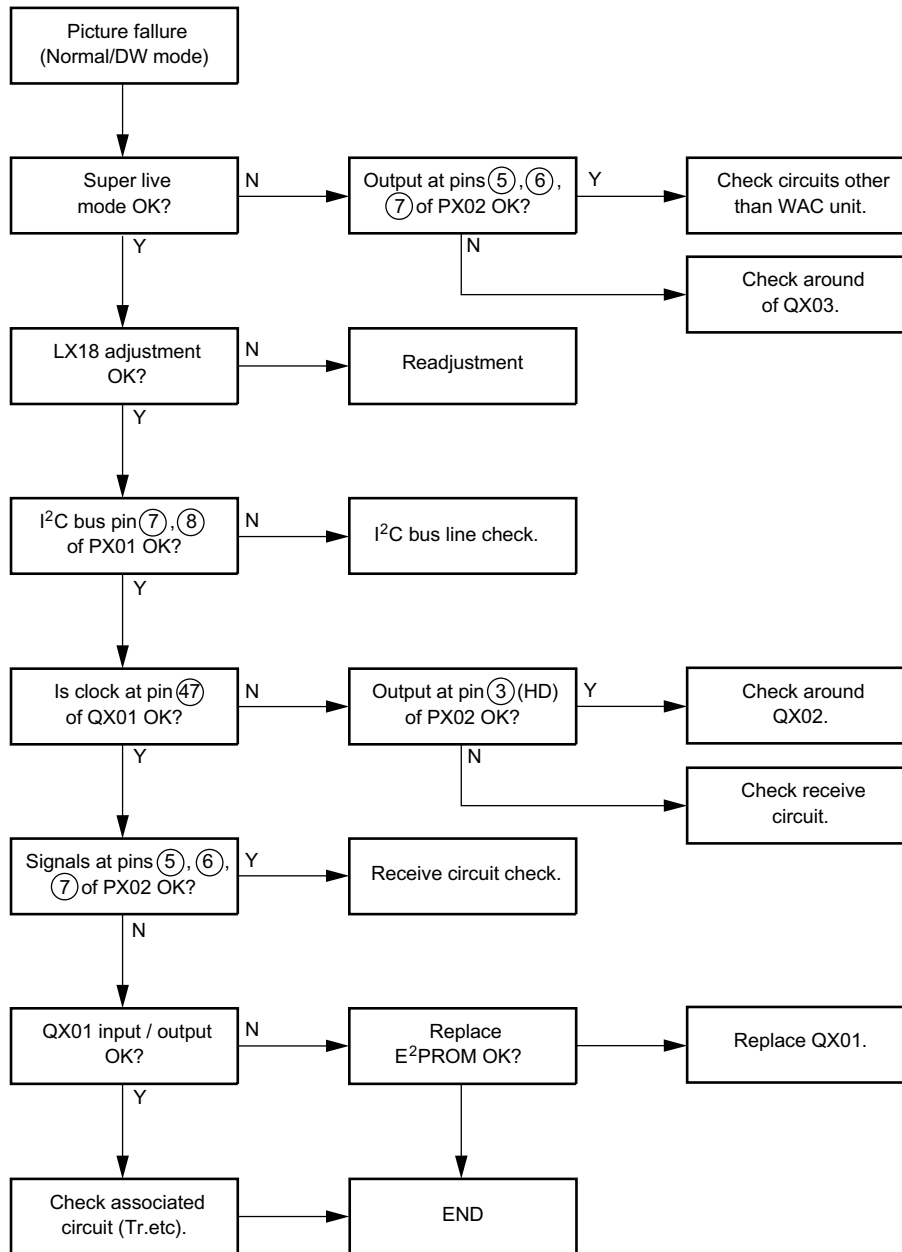 Picture failure
(Normal/DW mode)
Super live
mode OK?
N
Output at pins ⑤, ⑥,
⑦ of PX02 OK?
Y
Check circuits other
than WAC unit.
Y
N
Check around
of QX03.
LX18 adjustment
OK?
N
Readjustment
Y
I²C bus pin ⑦, ⑧
of PX01 OK?
N
I²C bus line check.
Y
Is clock at pin ㊼
of QX01 OK?
N
Output at pin ③ (HD)
of PX02 OK?
Y
Check around
QX02.
Y
N
Check receive
circuit.
Signals at pins ⑤, ⑥,
⑦ of PX02 OK?
Y
Receive circuit check.
N
QX01 input / output
OK?
N
Replace
E²PROM OK?
Replace QX01.
Y
Check associated
circuit (Tr.etc).
END